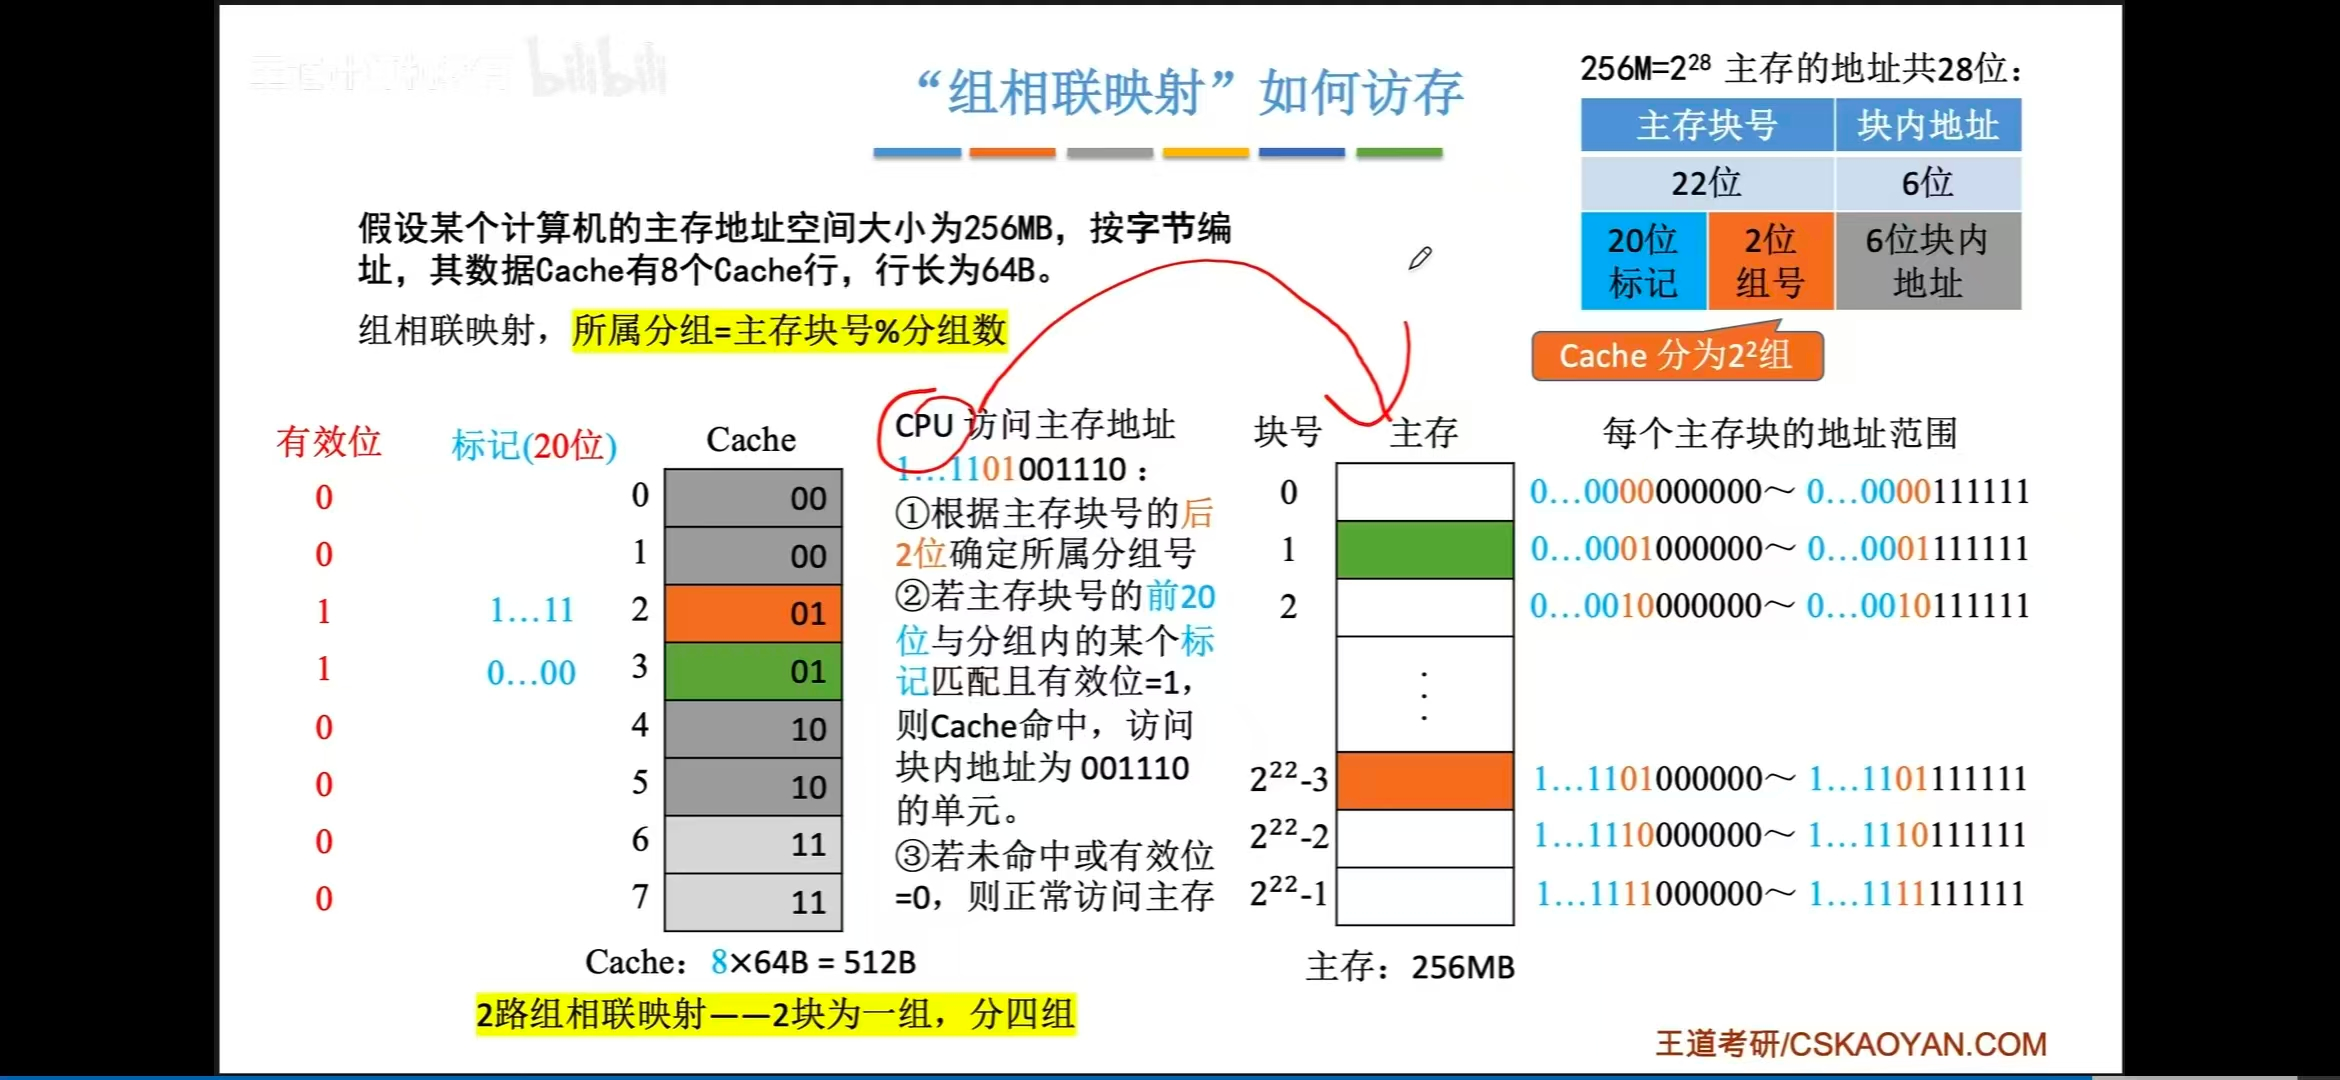 bilibili
“组相联映射”如何访存
256M=2²⁸ 主存的地址共28位：
主存块号 块内地址
22位 6位
20位标记 2位组号 6位块内地址
Cache 分为2²组
假设某个计算机的主存地址空间大小为256MB，按字节编
址，其数据Cache有8个Cache行，行长为64B。
组相联映射，所属分组=主存块号%分组数
有效位 标记(20位) Cache
0 0 00
0 1 00
1 1…11 2 01
1 0…00 3 01
0 4 10
0 5 10
0 6 11
0 7 11
Cache：8×64B = 512B
2路组相联映射——2块为一组，分四组
CPU 访问主存地址
1…1101001110：
①根据主存块号的后
2位确定所属分组号
②若主存块号的前20
位与分组内的某个标
记匹配且有效位=1，
则Cache命中，访问
块内地址为 001110
的单元。
③若未命中或有效位
=0，则正常访问主存
块号 主存 每个主存块的地址范围
0 0…0000000000～ 0…0000111111
1 0…0001000000～ 0…0001111111
2 0…0010000000～ 0…0010111111
⋮
2²²-3 1…1101000000～ 1…1101111111
2²²-2 1…1110000000～ 1…1110111111
2²²-1 1…1111000000～ 1…1111111111
主存：256MB
王道考研/CSKAOYAN.COM